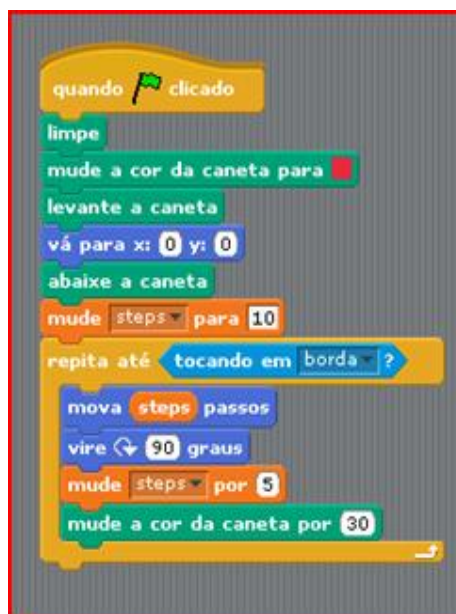 quando clicado
limpe
mude a cor da caneta para
levante a caneta
vá para x: 0 y: 0
abaixe a caneta
mude steps para 10
repita até tocando em borda ?
mova steps passos
vire 90 graus
mude steps por 5
mude a cor da caneta por 30